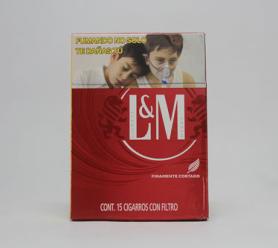 FUMANDO NO SOLO
TE DAÑAS TÚ
L&M
FINAMENTE CORTADO
CONT. 15 CIGARROS CON FILTRO